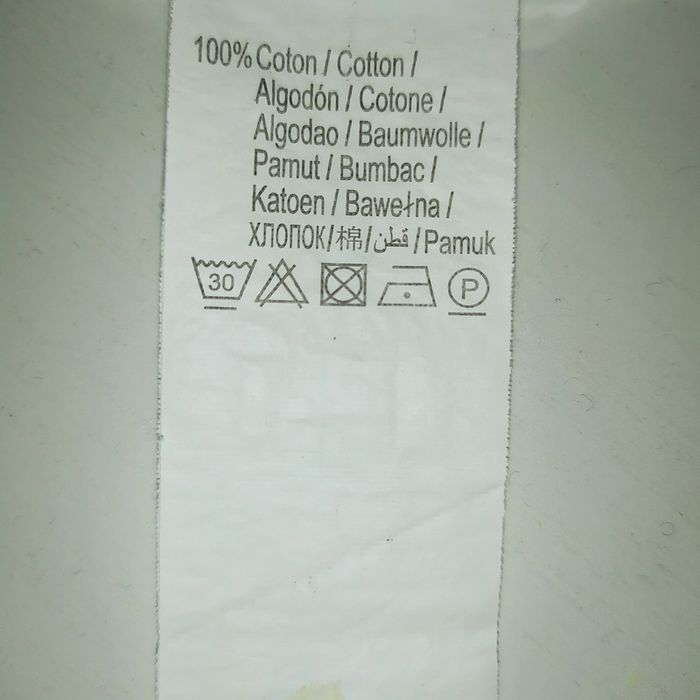 100% Coton / Cotton /
Algodón / Cotone /
Algodao / Baumwolle /
Pamut / Bumbac /
Katoen / Bawełna /
ХЛОПОК/棉/قطن/Pamuk
30 P